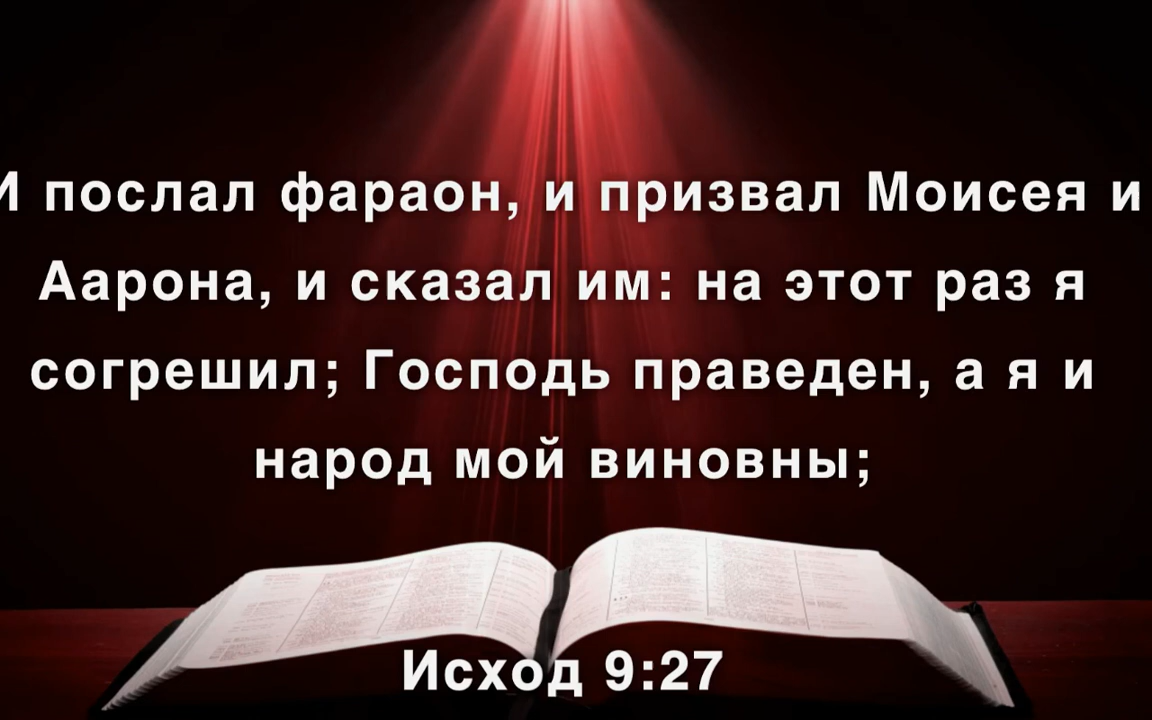 И послал фараон, и призвал Моисея и
Аарона, и сказал им: на этот раз я
согрешил; Господь праведен, а я и
народ мой виновны;
Исход 9:27